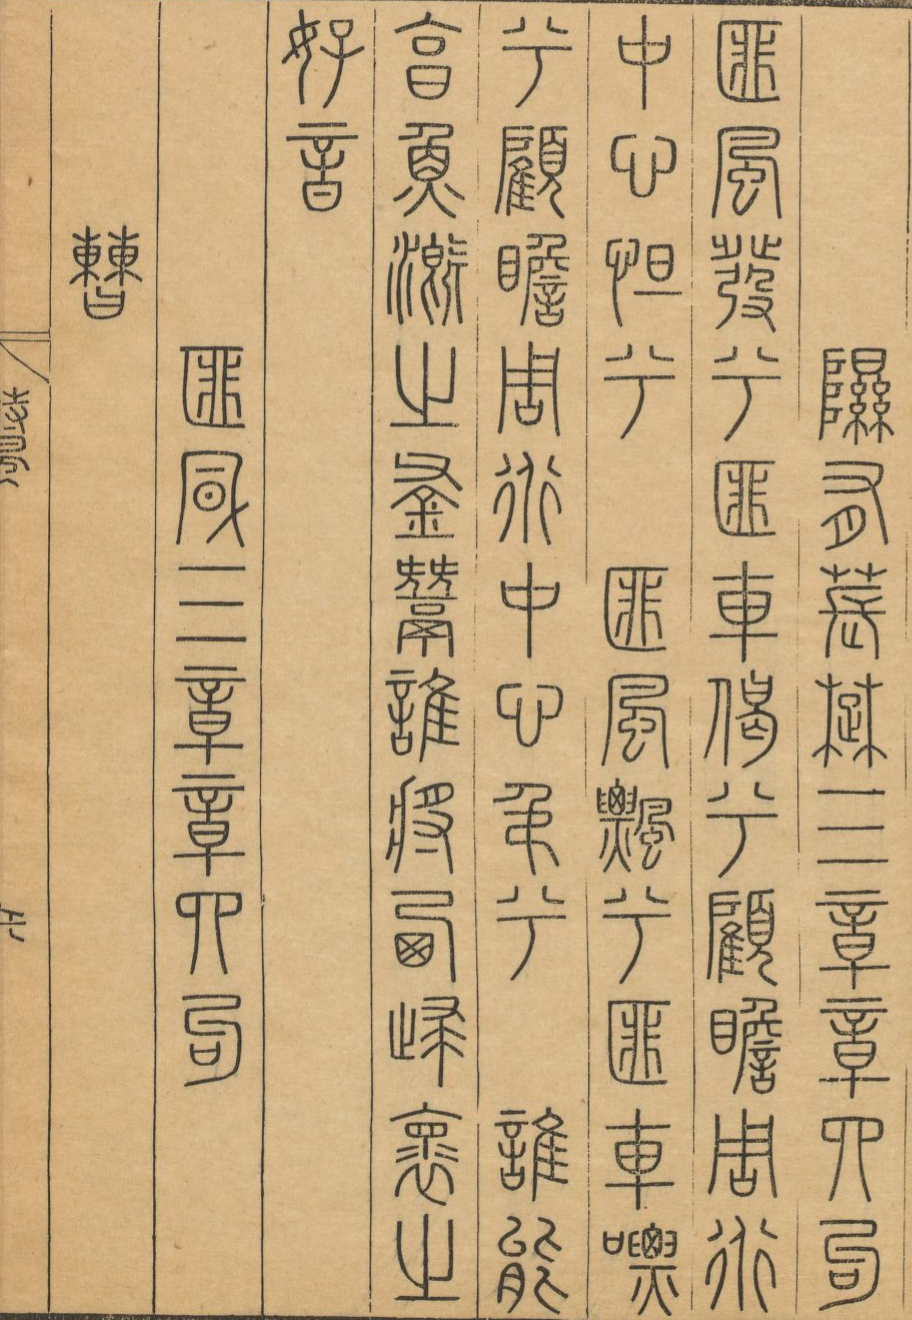 隰有萇楚三章章四句
匪風發兮匪車偈兮顧瞻周道
中心怛兮　匪風飄兮匪車嘌
兮顧瞻周道中心弔兮　誰能
亨魚溉之釜鬵誰將西歸懷之
好音
匪風三章章四句
曹